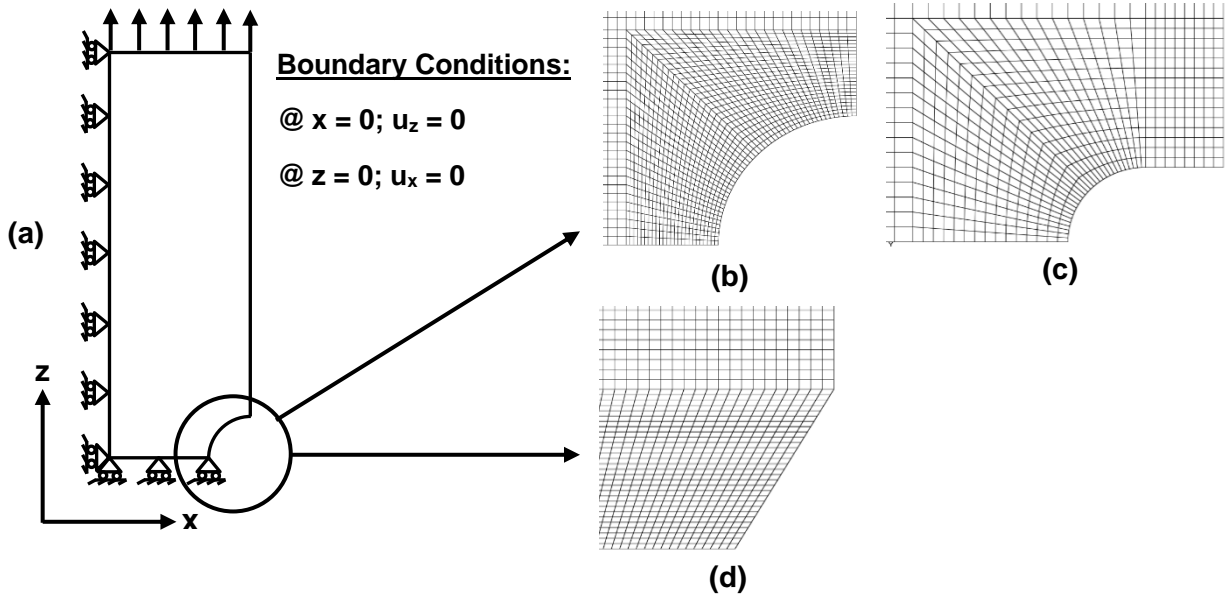 Boundary Conditions:
@ x = 0; uz = 0
@ z = 0; ux = 0
(a)
z
x
(b)
(c)
(d)